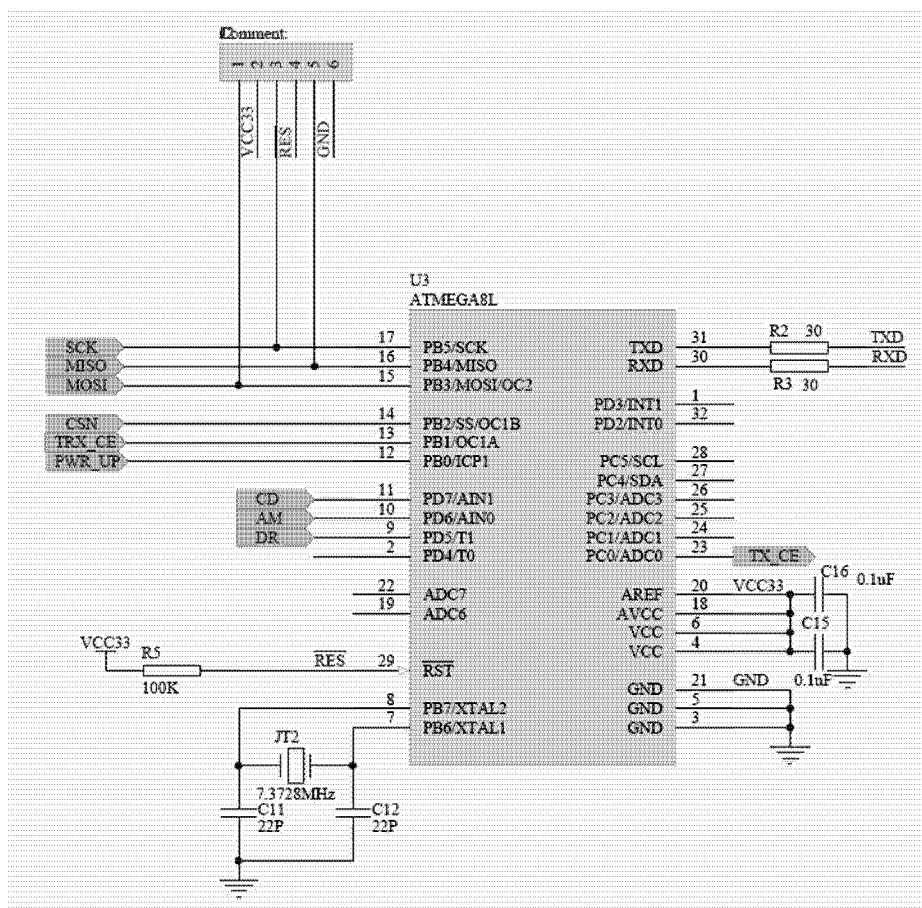 Comment:
1 2 3 4 5 6
VCC33
RES
GND
U3
ATMEGA8L
SCK 17 PB5/SCK TXD 31 R2 30 TXD
MISO 16 PB4/MISO RXD 30 R3 30 RXD
MOSI 15 PB3/MOSI/OC2
PD3/INT1 1
CSN 14 PB2/SS/OC1B PD2/INT0 32
TRX_CE 13 PB1/OC1A
PWR_UP 12 PB0/ICP1 PC5/SCL 28
PC4/SDA 27
CD 11 PD7/AIN1 PC3/ADC3 26
AM 10 PD6/AIN0 PC2/ADC2 25
DR 9 PD5/T1 PC1/ADC1 24
2 PD4/T0 PC0/ADC0 23 TX_CE
22 ADC7 AREF 20 VCC33 C16 0.1uF
19 ADC6 AVCC 18
VCC 6 C15
VCC 4
VCC33 R5 RES 29 RST
100K 0.1uF
GND 21 GND
8 PB7/XTAL2 GND 5
7 PB6/XTAL1 GND 3
JT2
7.3728MHz
C11 C12
22P 22P